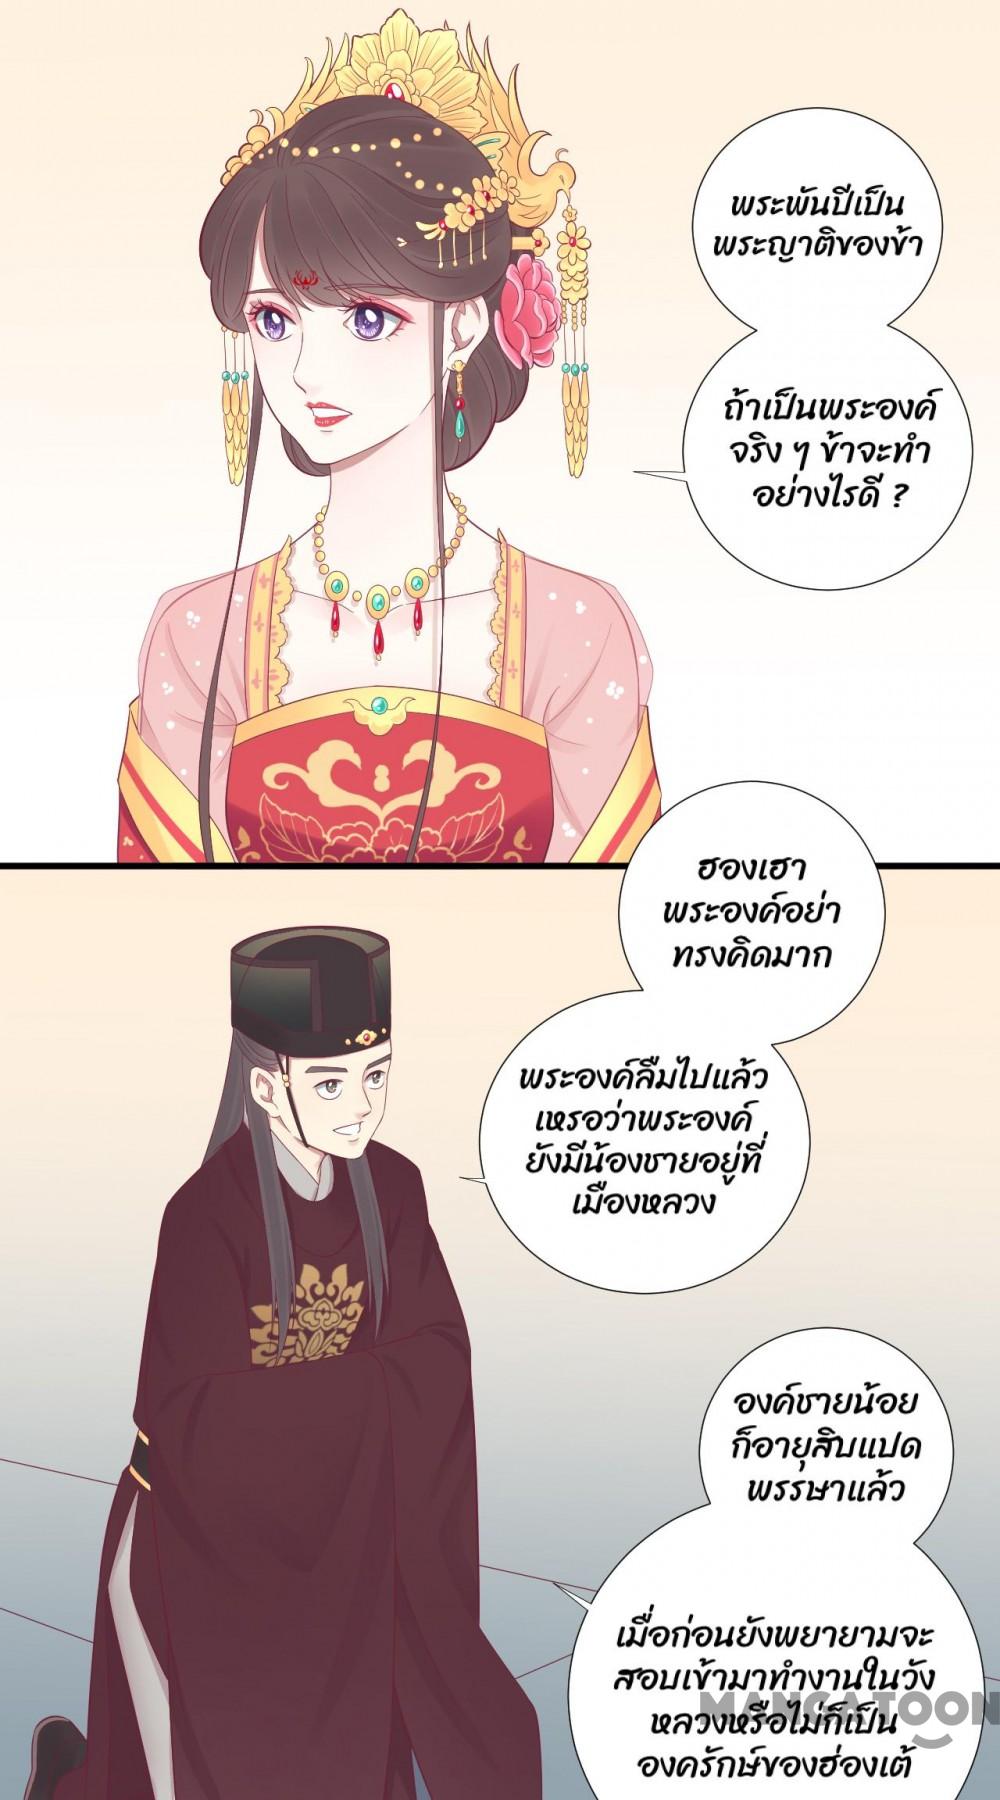 พระพันปีเป็น
พระญาติของข้า
ถ้าเป็นพระองค์
จริง ๆ ข้าจะทำ
อย่างไรดี ?
ฮองเฮา
พระองค์อย่า
ทรงคิดมาก
พระองค์ลืมไปแล้ว
เหรอว่าพระองค์
ยังมีน้องชายอยู่ที่
เมืองหลวง
องค์ชายน้อย
ก็อายุสิบแปด
พรรษาแล้ว
เมื่อก่อนยังพยายามจะ
สอบเข้ามาทำงานในวัง
หลวงหรือไม่ก็เป็น
องครักษ์ของฮ่องเต้
MANGATOON